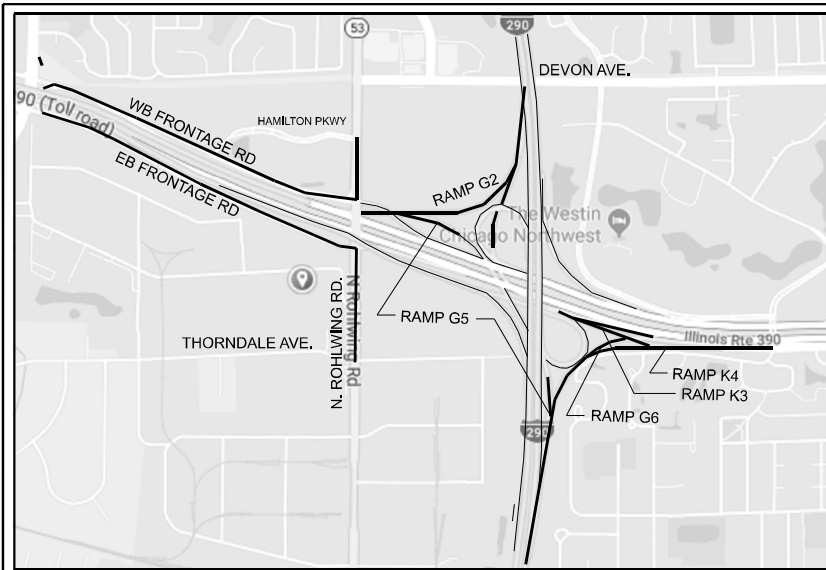 290
53
DEVON AVE.
90 (Toll road)
WB FRONTAGE RD
HAMILTON PKWY
EB FRONTAGE RD
RAMP G2
The Westin
Chicago Northwest
N. ROHLWING RD.
N Rohlwing Rd
RAMP G5
THORNDALE AVE.
Illinois Rte 390
RAMP K4
RAMP K3
RAMP G6
290